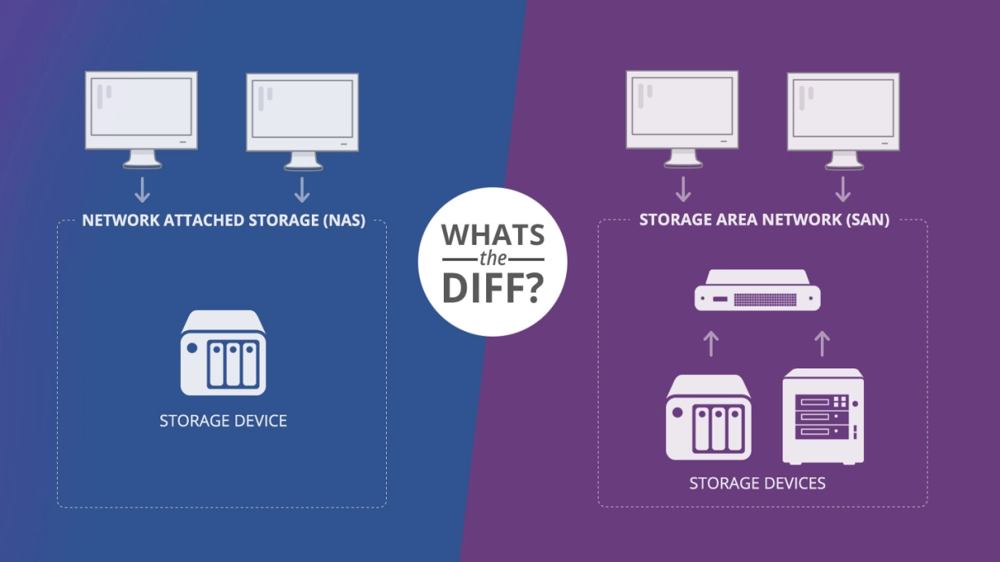 NETWORK ATTACHED STORAGE (NAS)
STORAGE DEVICE
WHATS
the
DIFF?
STORAGE AREA NETWORK (SAN)
STORAGE DEVICES